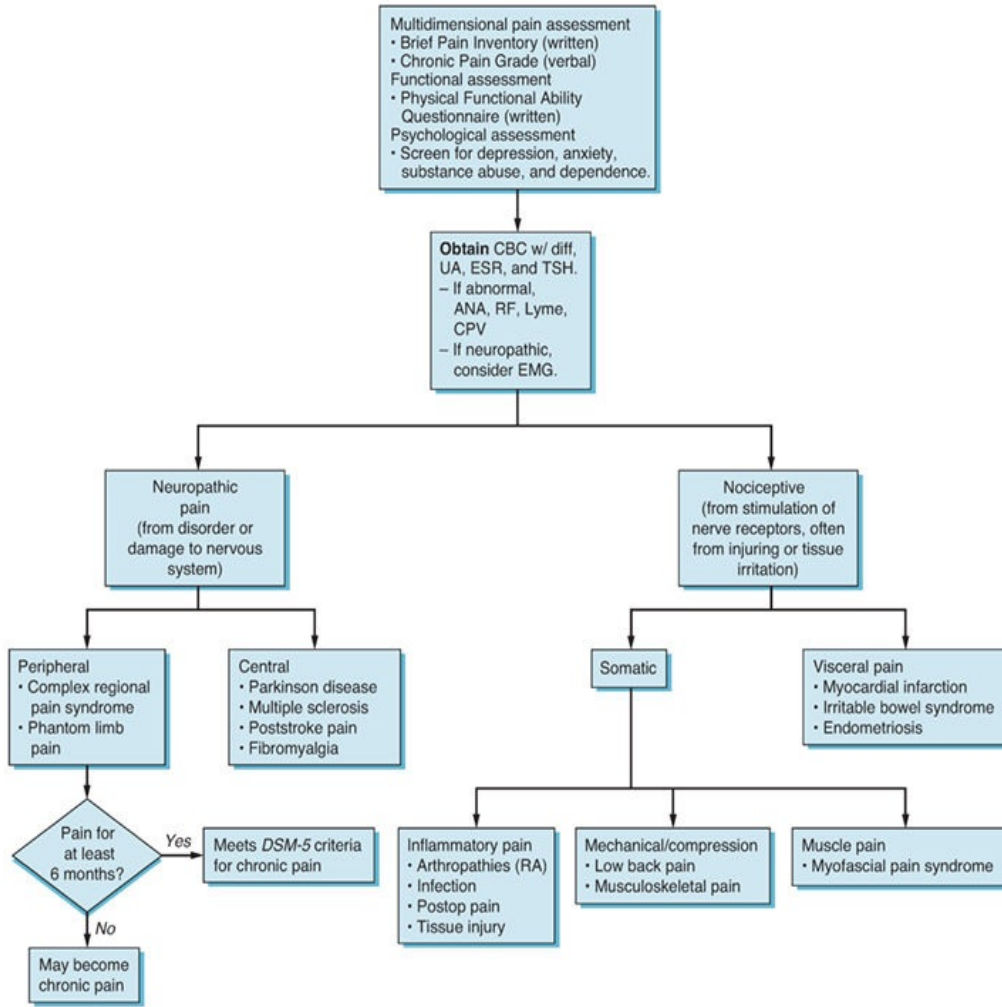 Multidimensional pain assessment
• Brief Pain Inventory (written)
• Chronic Pain Grade (verbal)
Functional assessment
• Physical Functional Ability
Questionnaire (written)
Psychological assessment
• Screen for depression, anxiety,
substance abuse, and dependence.
Obtain CBC w/ diff,
UA, ESR, and TSH.
– If abnormal,
ANA, RF, Lyme,
CPV
– If neuropathic,
consider EMG.
Neuropathic
pain
(from disorder or
damage to nervous
system)
Nociceptive
(from stimulation of
nerve receptors, often
from injuring or tissue
irritation)
Peripheral
• Complex regional
pain syndrome
• Phantom limb
pain
Central
• Parkinson disease
• Multiple sclerosis
• Poststroke pain
• Fibromyalgia
Somatic
Visceral pain
• Myocardial infarction
• Irritable bowel syndrome
• Endometriosis
Pain for
at least
6 months?
Yes
Meets DSM-5 criteria
for chronic pain
No
May become
chronic pain
Inflammatory pain
• Arthropathies (RA)
• Infection
• Postop pain
• Tissue injury
Mechanical/compression
• Low back pain
• Musculoskeletal pain
Muscle pain
• Myofascial pain syndrome